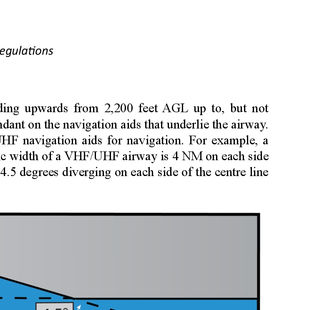 egulations
ding upwards from 2,200 feet AGL up to, but not
ndant on the navigation aids that underlie the airway.
UHF navigation aids for navigation. For example, a
ic width of a VHF/UHF airway is 4 NM on each side
4.5 degrees diverging on each side of the centre line